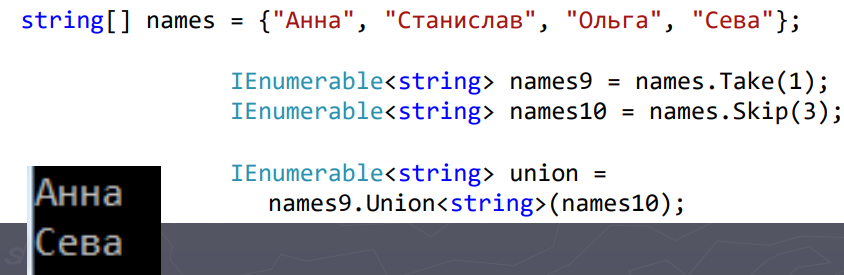 string[] names = {"Анна", "Станислав", "Ольга", "Сева"};
IEnumerable<string> names9 = names.Take(1);
IEnumerable<string> names10 = names.Skip(3);
IEnumerable<string> union =
names9.Union<string>(names10);
Анна
Сева